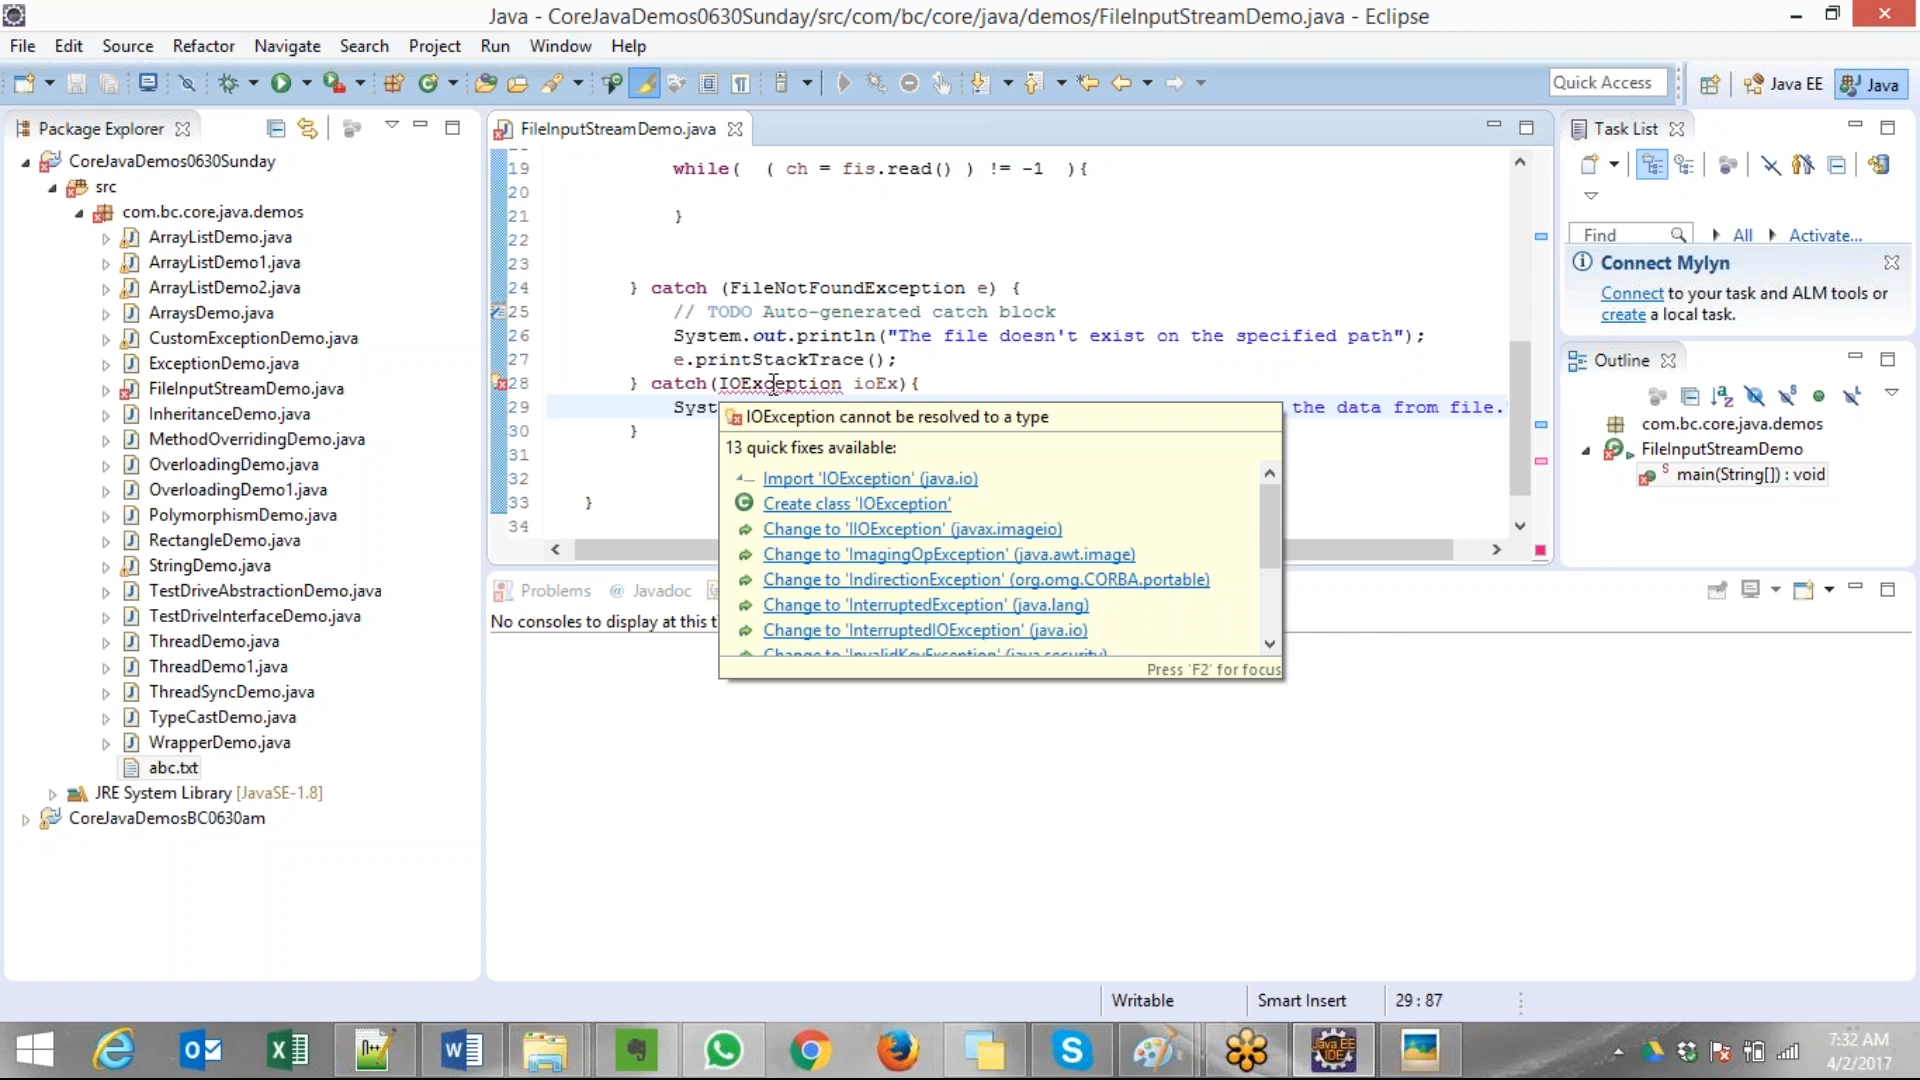 Java - CoreJavaDemos0630Sunday/src/com/bc/core/java/demos/FileInputStreamDemo.java - Eclipse
File Edit Source Refactor Navigate Search Project Run Window Help
Quick Access
Java EE
Java
Package Explorer
CoreJavaDemos0630Sunday
src
com.bc.core.java.demos
ArrayListDemo.java
ArrayListDemo1.java
ArrayListDemo2.java
ArraysDemo.java
CustomExceptionDemo.java
ExceptionDemo.java
FileInputStreamDemo.java
InheritanceDemo.java
MethodOverridingDemo.java
OverloadingDemo.java
OverloadingDemo1.java
PolymorphismDemo.java
RectangleDemo.java
StringDemo.java
TestDriveAbstractionDemo.java
TestDriveInterfaceDemo.java
ThreadDemo.java
ThreadDemo1.java
ThreadSyncDemo.java
TypeCastDemo.java
WrapperDemo.java
abc.txt
JRE System Library [JavaSE-1.8]
CoreJavaDemosBC0630am
FileInputStreamDemo.java
19 while( ( ch = fis.read() ) != -1 ){
20
21 }
22
23
24 } catch (FileNotFoundException e) {
25 // TODO Auto-generated catch block
26 System.out.println("The file doesn't exist on the specified path");
27 e.printStackTrace();
28 } catch(IOException ioEx){
29 Syst the data from file.
30 }
31
32
33 }
34
IOException cannot be resolved to a type
13 quick fixes available:
Import 'IOException' (java.io)
Create class 'IOException'
Change to 'IIOException' (javax.imageio)
Change to 'ImagingOpException' (java.awt.image)
Change to 'IndirectionException' (org.omg.CORBA.portable)
Change to 'InterruptedException' (java.lang)
Change to 'InterruptedIOException' (java.io)
Change to 'InvalidKeyException' (java.security)
Press 'F2' for focus
Problems @ Javadoc
No consoles to display at this t
Task List
Find All Activate...
Connect Mylyn
Connect to your task and ALM tools or
create a local task.
Outline
com.bc.core.java.demos
FileInputStreamDemo
main(String[]) : void
Writable Smart Insert 29 : 87
7:32 AM
4/2/2017